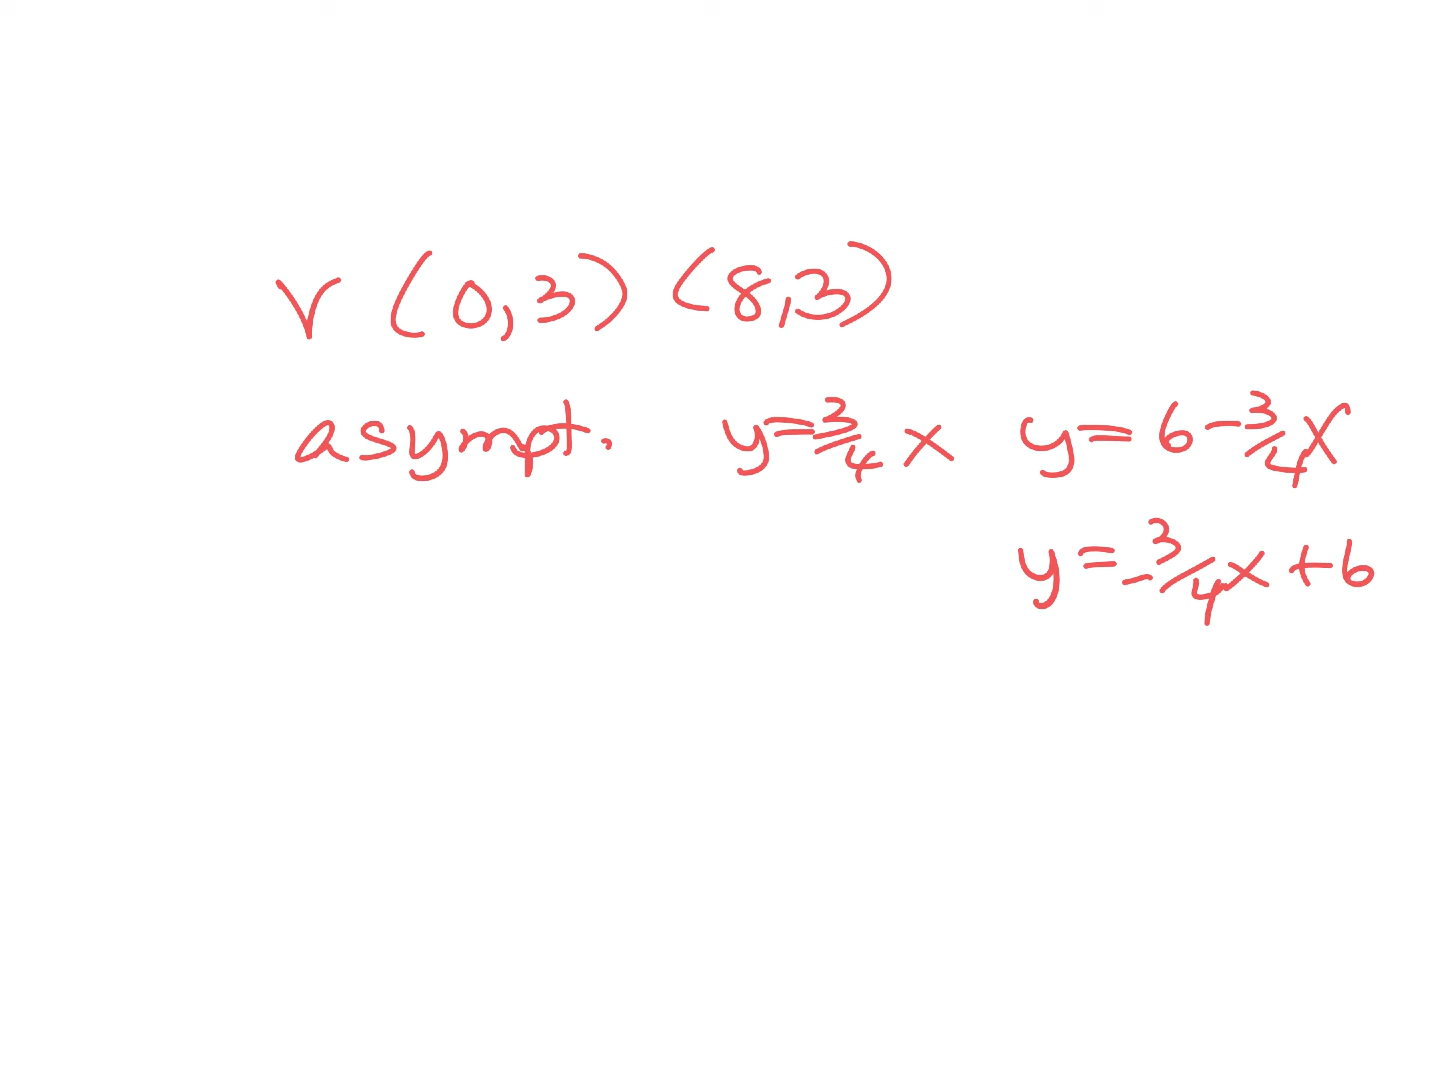 V (0,3) (8,3)
asympt. y=3/4 x y=6-3/4x
y=-3/4x+6